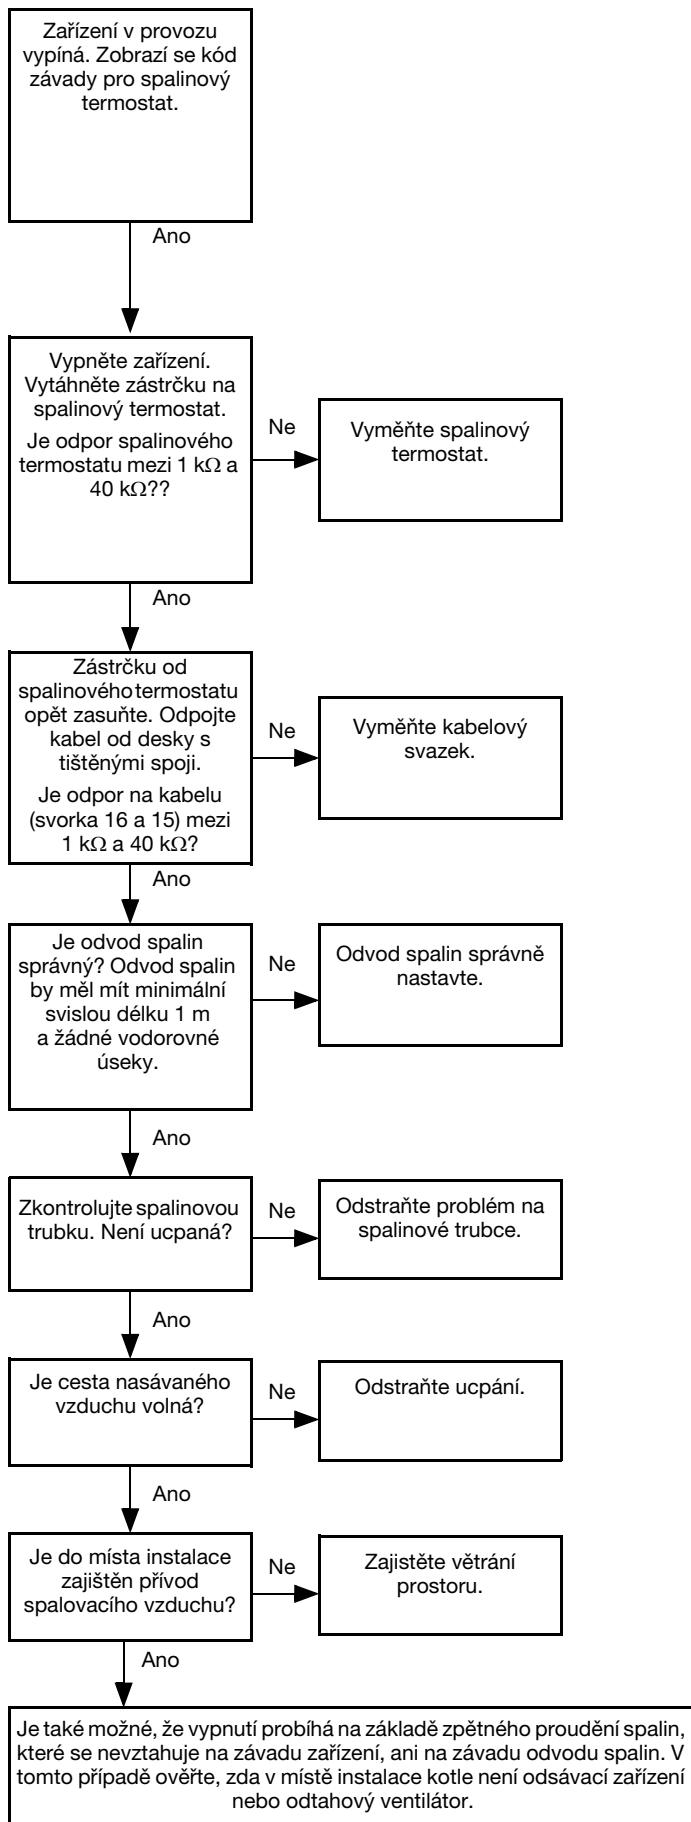 Zařízení v provozu
vypíná. Zobrazí se kód
závady pro spalinový
termostat.
Ano
Vypněte zařízení.
Vytáhněte zástrčku na
spalinový termostat.
Je odpor spalinového
termostatu mezi 1 kΩ a
40 kΩ??
Ne
Vyměňte spalinový
termostat.
Ano
Zástrčku od
spalinového termostatu
opět zasuňte. Odpojte
kabel od desky s
tištěnými spoji.
Je odpor na kabelu
(svorka 16 a 15) mezi
1 kΩ a 40 kΩ?
Ne
Vyměňte kabelový
svazek.
Ano
Je odvod spalin
správný? Odvod spalin
by měl mít minimální
svislou délku 1 m
a žádné vodorovné
úseky.
Ne
Odvod spalin správně
nastavte.
Ano
Zkontrolujte spalinovou
trubku. Není ucpaná?
Ne
Odstraňte problém na
spalinové trubce.
Ano
Je cesta nasávaného
vzduchu volná?
Ne
Odstraňte ucpání.
Ano
Je do místa instalace
zajištěn přívod
spalovacího vzduchu?
Ne
Zajistěte větrání
prostoru.
Ano
Je také možné, že vypnutí probíhá na základě zpětného proudění spalin,
které se nevztahuje na závadu zařízení, ani na závadu odvodu spalin. V
tomto případě ověřte, zda v místě instalace kotle není odsávací zařízení
nebo odtahový ventilátor.